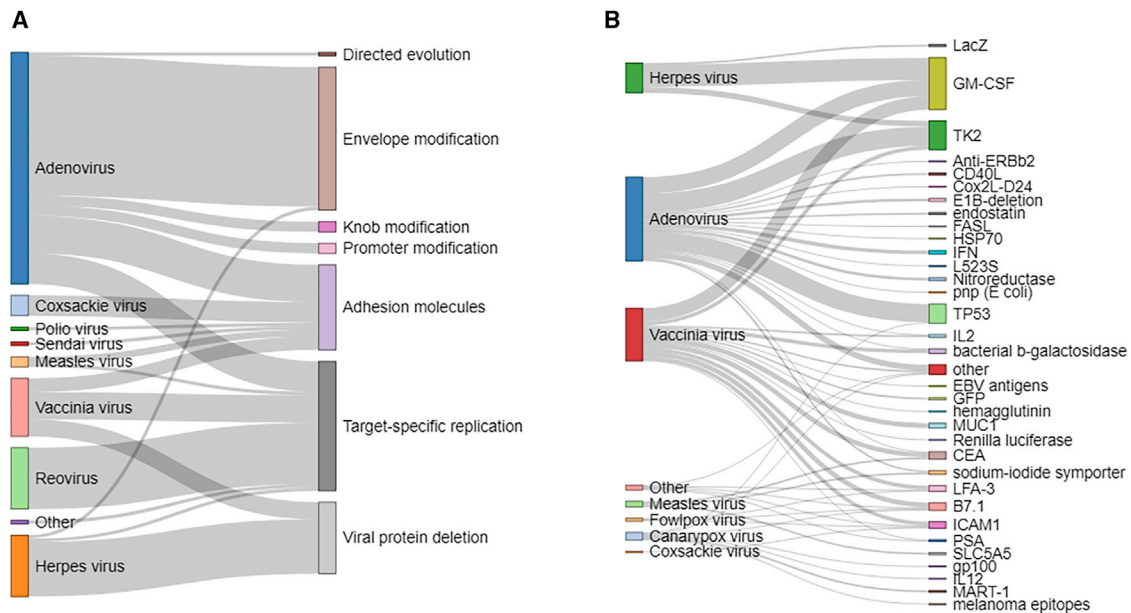 A
Adenovirus
Coxsackie virus
Polio virus
Sendai virus
Measles virus
Vaccinia virus
Reovirus
Other
Herpes virus
Directed evolution
Envelope modification
Knob modification
Promoter modification
Adhesion molecules
Target-specific replication
Viral protein deletion
B
Herpes virus
Adenovirus
Vaccinia virus
Other
Measles virus
Fowlpox virus
Canarypox virus
Coxsackie virus
LacZ
GM-CSF
TK2
Anti-ERBb2
CD40L
Cox2L-D24
E1B-deletion
endostatin
FASL
HSP70
IFN
L523S
Nitroreductase
pnp (E coli)
TP53
IL2
bacterial b-galactosidase
other
EBV antigens
GFP
hemagglutinin
MUC1
Renilla luciferase
CEA
sodium-iodide symporter
LFA-3
B7.1
ICAM1
PSA
SLC5A5
gp100
IL12
MART-1
melanoma epitopes